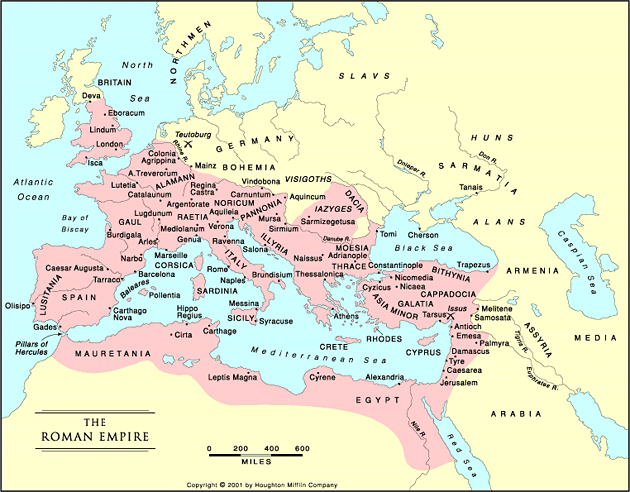 NORTHMEN
North
Sea
SLAVS
BRITAIN
Deva
Eboracum
Lindum
London
Isca
Teutoburg
Rhine R.
GERMANY
HUNS
Don R.
Dnieper R.
SARMATIA
Tanais
Colonia
Agrippina
Mainz
BOHEMIA
VISIGOTHS
A.Treverorum
ALAMANN
Atlantic
Ocean
Lutetia
Catalaunum
Argentorate
Regina
Castra
Vindobona
Carnuntum
Aquincum
NORICUM
PANNONIA
IAZYGES
DACIA
ALANS
Bay of
Biscay
GAUL
Lugdunum
RAETIA
Aquileia
Mursa
Sarmizegetusa
Burdigala
Mediolanum
Verona
Sirmium
Tomi
Cherson
Caspian Sea
Arles
Genua
Ravenna
Salona
ILLYRIA
Danube R.
MOESIA
Black Sea
Narbo
Marseille
CORSICA
ITALY
Naissus
Adrianople
THRACE
Constantinople
Trapezus
Caesar Augusta
Tarraco
Barcelona
Rome
Naples
Brundisium
Thessalonica
Nicomedia
BITHYNIA
ARMENIA
LUSITANIA
SPAIN
Baleares
Pollentia
SARDINIA
Cyzicus
Nicaea
CAPPADOCIA
GALATIA
ASIA MINOR
Issus
Tarsus
Melitene
Samosata
Olisipo
Carthago
Nova
Hippo
Regius
Messina
SICILY
Syracuse
Athens
Gades
Pillars of
Hercules
Cirta
Carthage
CRETE
RHODES
CYPRUS
Antioch
Emesa
Palmyra
ASSYRIA
Tigris R.
MEDIA
MAURETANIA
Mediterranean Sea
Damascus
Tyre
Caesarea
Jerusalem
Euphrates R.
Leptis Magna
Cyrene
Alexandria
EGYPT
ARABIA
Nile R.
Red Sea
THE
ROMAN EMPIRE
0 200 400 600
MILES
Copyright © 2001 by Houghton Mifflin Company